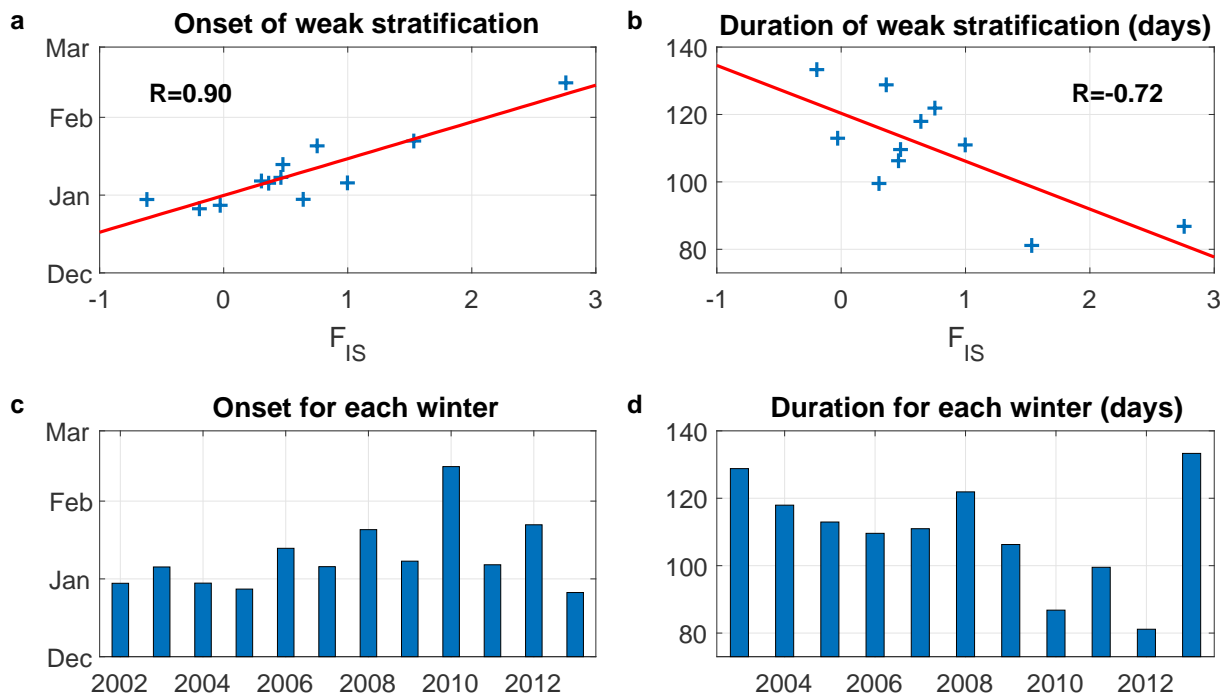 a
Onset of weak stratification
Mar
Feb
Jan
Dec
R=0.90
-1 0 1 2 3
F_IS
b
Duration of weak stratification (days)
140
120
100
80
R=-0.72
-1 0 1 2 3
F_IS
c
Onset for each winter
Mar
Feb
Jan
Dec
2002 2004 2006 2008 2010 2012
d
Duration for each winter (days)
140
120
100
80
2004 2006 2008 2010 2012